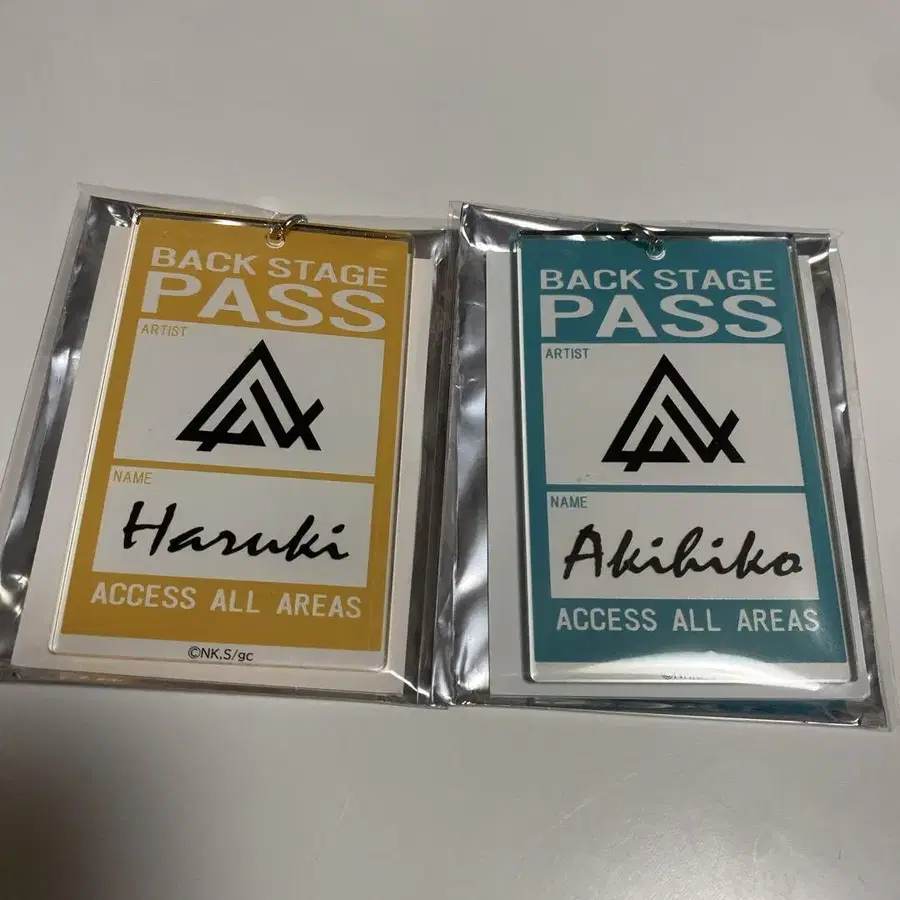 BACK STAGE
PASS
ARTIST
NAME
Haruki
ACCESS ALL AREAS
©NK,S/gc
BACK STAGE
PASS
ARTIST
NAME
Akihiko
ACCESS ALL AREAS